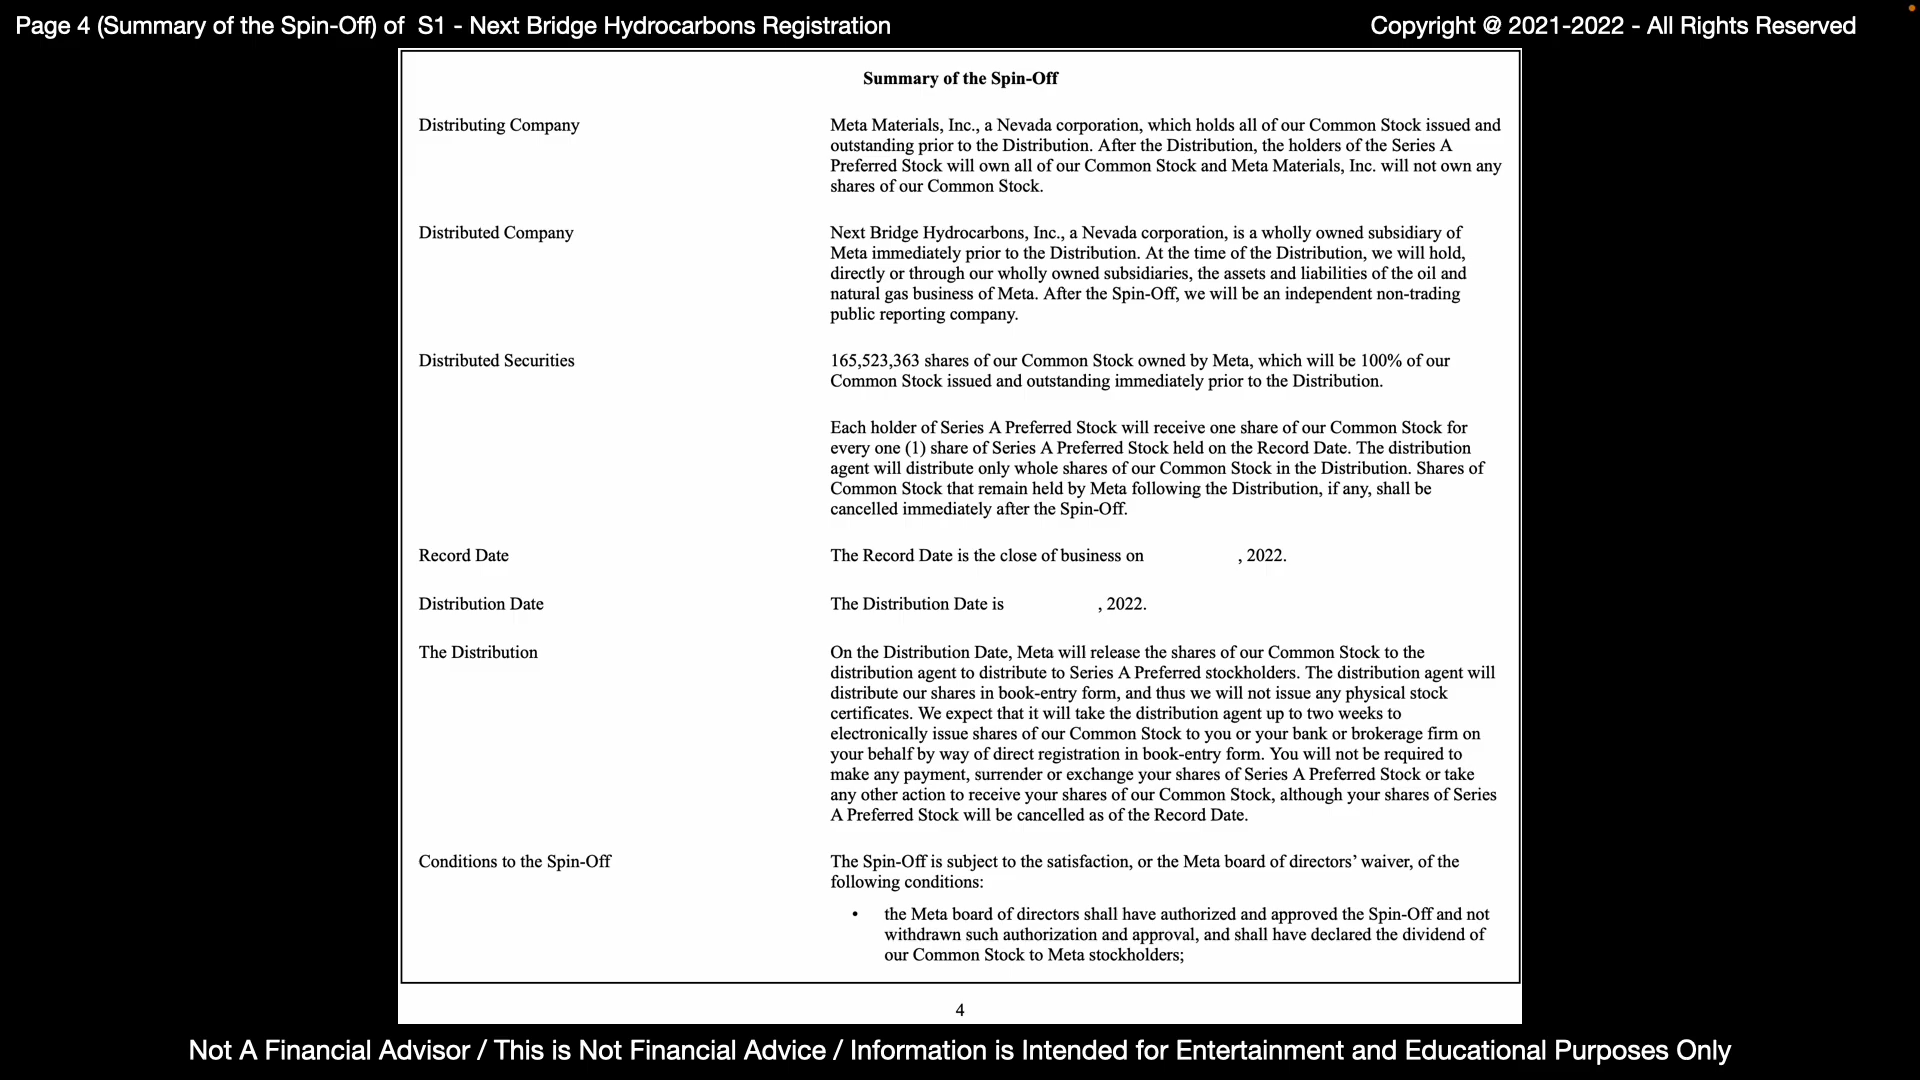 Page 4 (Summary of the Spin-Off) of S1 - Next Bridge Hydrocarbons Registration
Copyright @ 2021-2022 - All Rights Reserved
Summary of the Spin-Off
Distributing Company
Meta Materials, Inc., a Nevada corporation, which holds all of our Common Stock issued and
outstanding prior to the Distribution. After the Distribution, the holders of the Series A
Preferred Stock will own all of our Common Stock and Meta Materials, Inc. will not own any
shares of our Common Stock.
Distributed Company
Next Bridge Hydrocarbons, Inc., a Nevada corporation, is a wholly owned subsidiary of
Meta immediately prior to the Distribution. At the time of the Distribution, we will hold,
directly or through our wholly owned subsidiaries, the assets and liabilities of the oil and
natural gas business of Meta. After the Spin-Off, we will be an independent non-trading
public reporting company.
Distributed Securities
165,523,363 shares of our Common Stock owned by Meta, which will be 100% of our
Common Stock issued and outstanding immediately prior to the Distribution.
Each holder of Series A Preferred Stock will receive one share of our Common Stock for
every one (1) share of Series A Preferred Stock held on the Record Date. The distribution
agent will distribute only whole shares of our Common Stock in the Distribution. Shares of
Common Stock that remain held by Meta following the Distribution, if any, shall be
cancelled immediately after the Spin-Off.
Record Date
The Record Date is the close of business on , 2022.
Distribution Date
The Distribution Date is , 2022.
The Distribution
On the Distribution Date, Meta will release the shares of our Common Stock to the
distribution agent to distribute to Series A Preferred stockholders. The distribution agent will
distribute our shares in book-entry form, and thus we will not issue any physical stock
certificates. We expect that it will take the distribution agent up to two weeks to
electronically issue shares of our Common Stock to you or your bank or brokerage firm on
your behalf by way of direct registration in book-entry form. You will not be required to
make any payment, surrender or exchange your shares of Series A Preferred Stock or take
any other action to receive your shares of our Common Stock, although your shares of Series
A Preferred Stock will be cancelled as of the Record Date.
Conditions to the Spin-Off
The Spin-Off is subject to the satisfaction, or the Meta board of directors’ waiver, of the
following conditions:
• the Meta board of directors shall have authorized and approved the Spin-Off and not
withdrawn such authorization and approval, and shall have declared the dividend of
our Common Stock to Meta stockholders;
4
Not A Financial Advisor / This is Not Financial Advice / Information is Intended for Entertainment and Educational Purposes Only